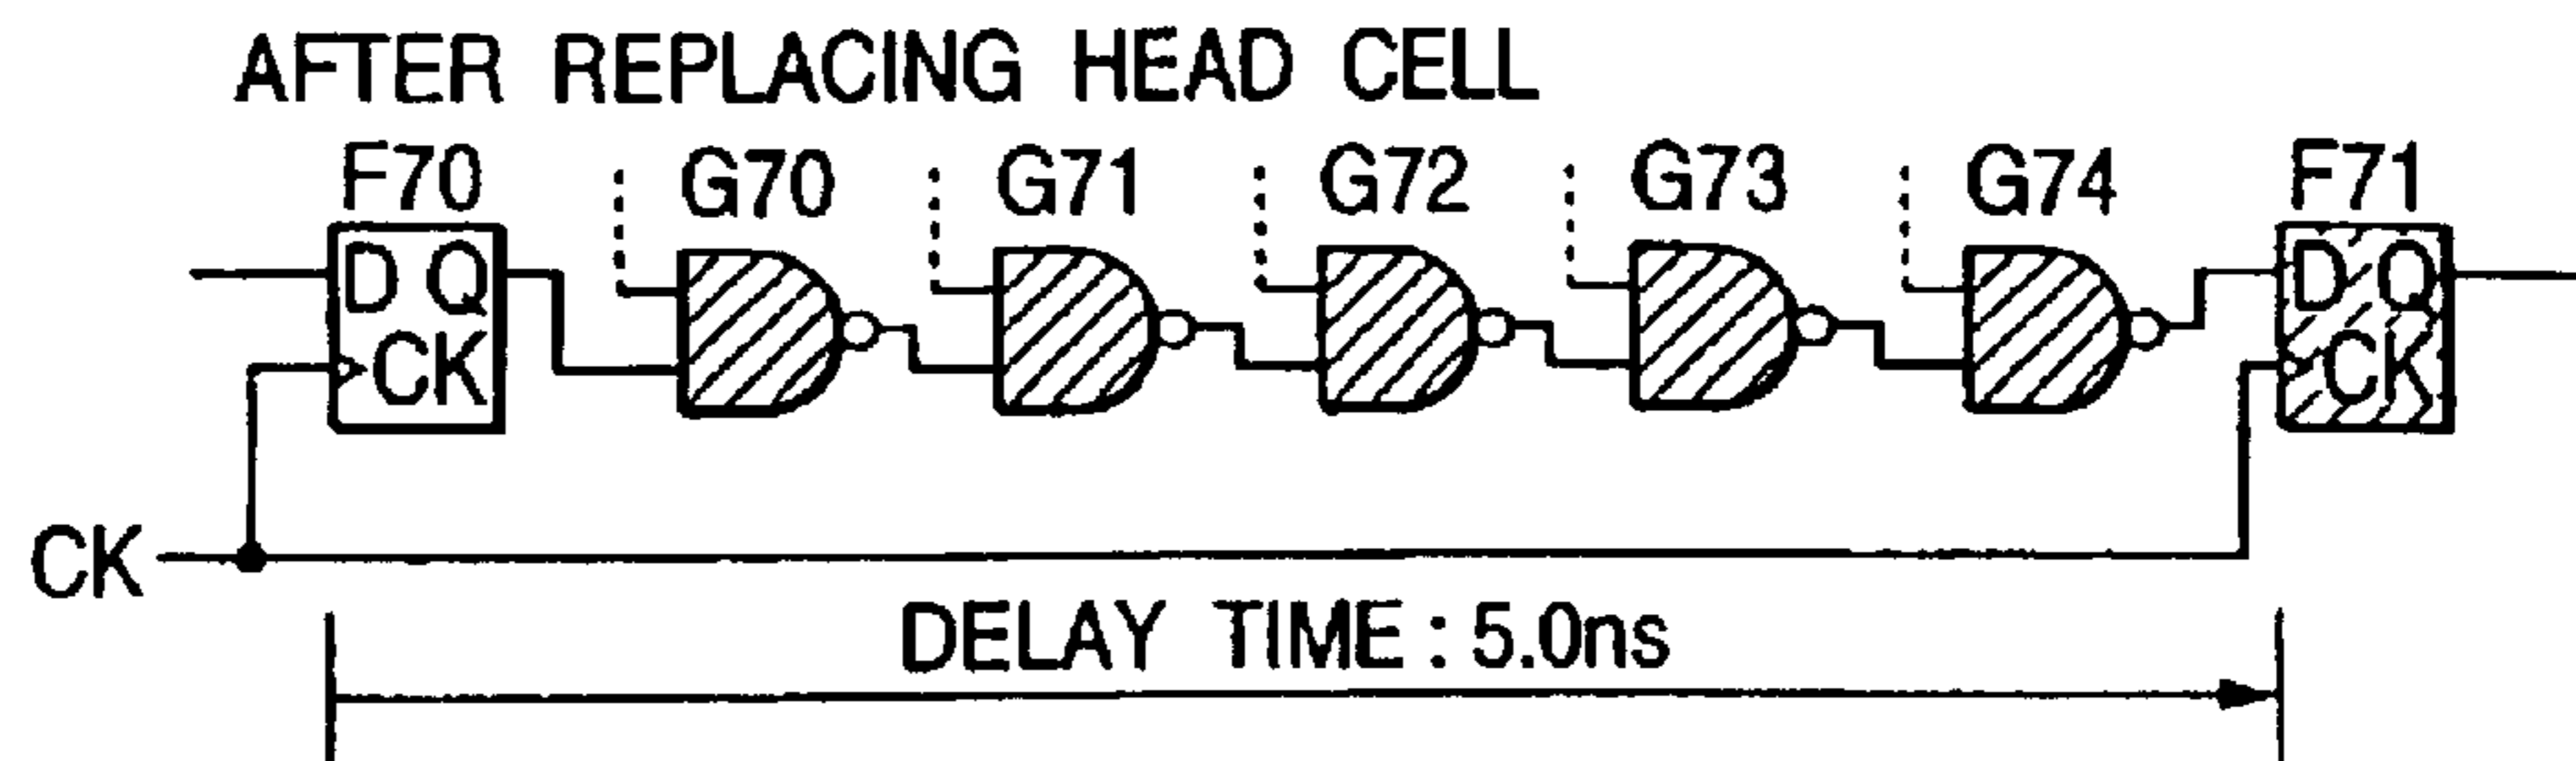 AFTER REPLACING HEAD CELL
F70 G70 G71 G72 G73 G74 F71
D Q D Q
CK CK
CK
DELAY TIME : 5.0ns